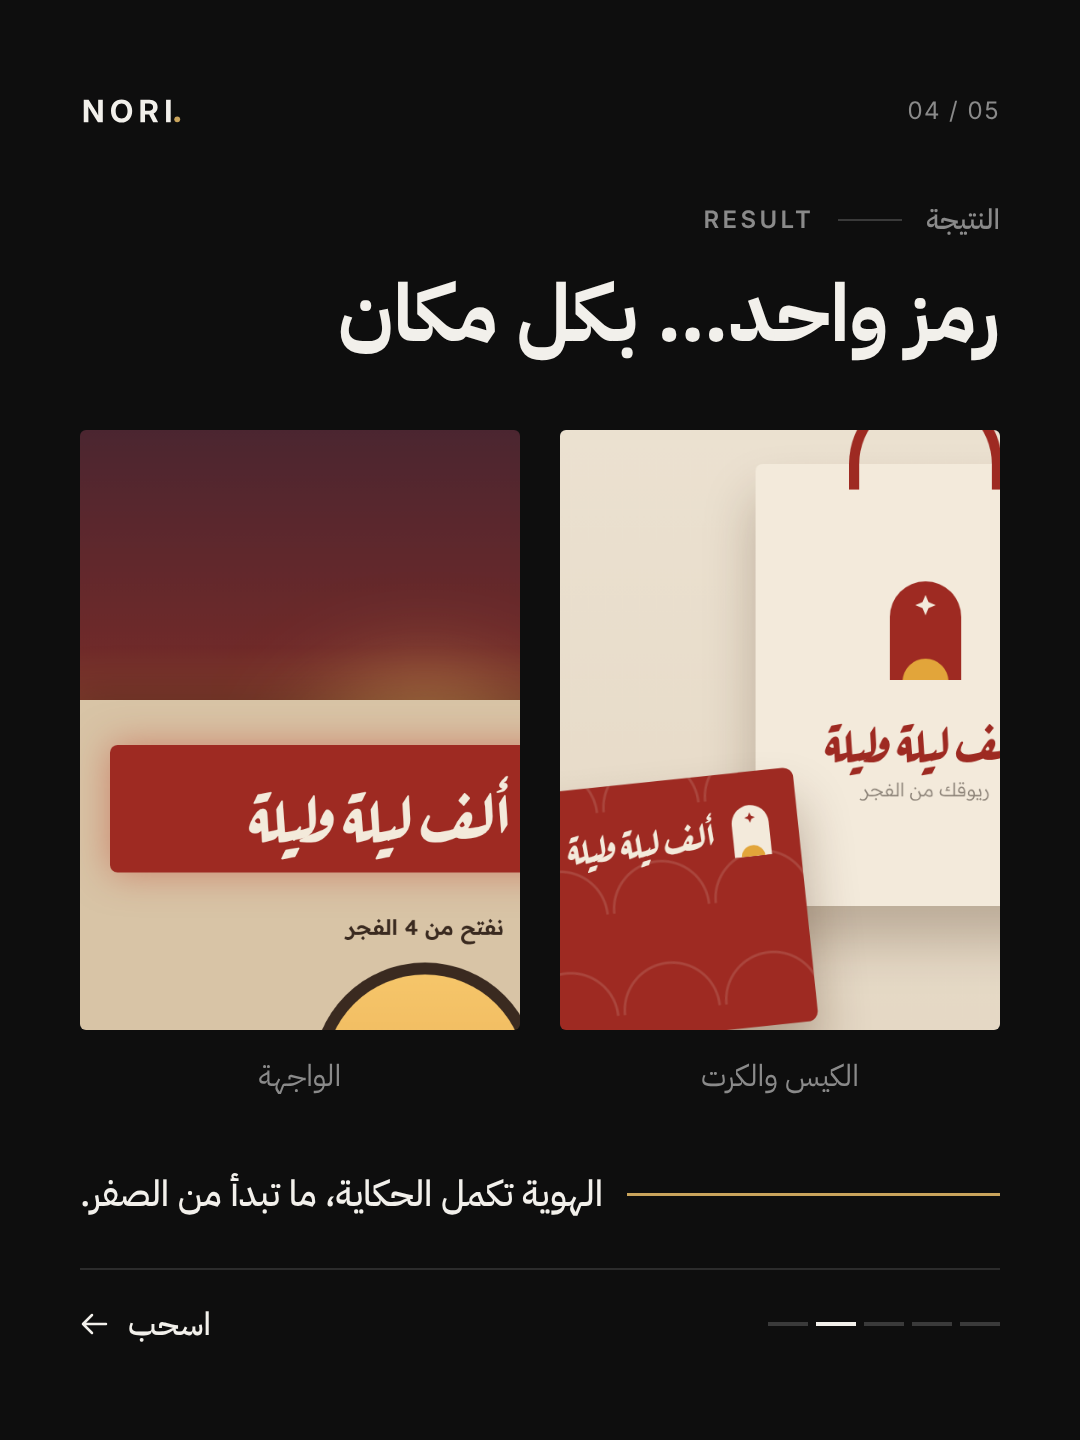 NORI.
04 / 05
النتيجة — RESULT
رمز واحد... بكل مكان
ـف ليلة وليلة
ريوقك من الفجر
ألف ليلة وليلة
ألف ليلة وليلة
نفتح من 4 الفجر
الكيس والكرت
الواجهة
الهوية تكمل الحكاية، ما تبدأ من الصفر.
اسحب ←